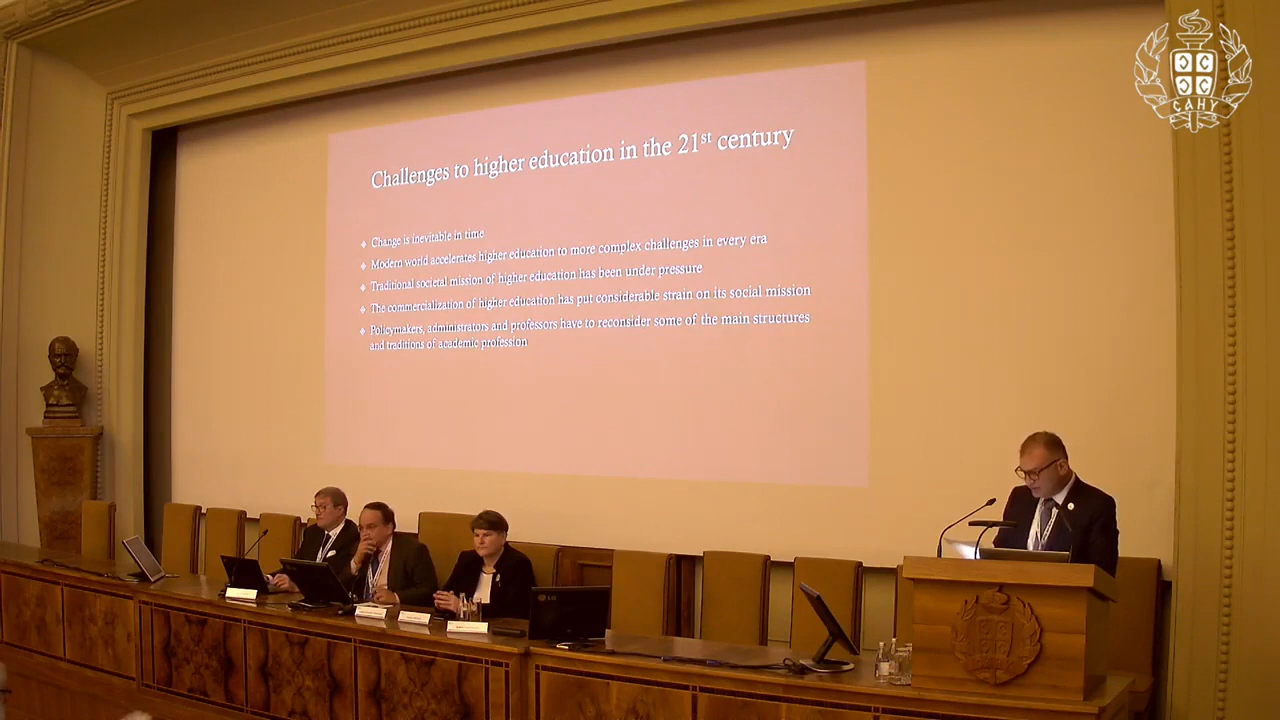 Challenges to higher education in the 21st century
Change is inevitable in time
Modern world accelerates higher education to more complex challenges in every era
Traditional societal mission of higher education has been under pressure
The commercialization of higher education has put considerable strain on its social mission
Policymakers, administrators and professors have to reconsider some of the main structures
and traditions of academic profession
САНУ
LG